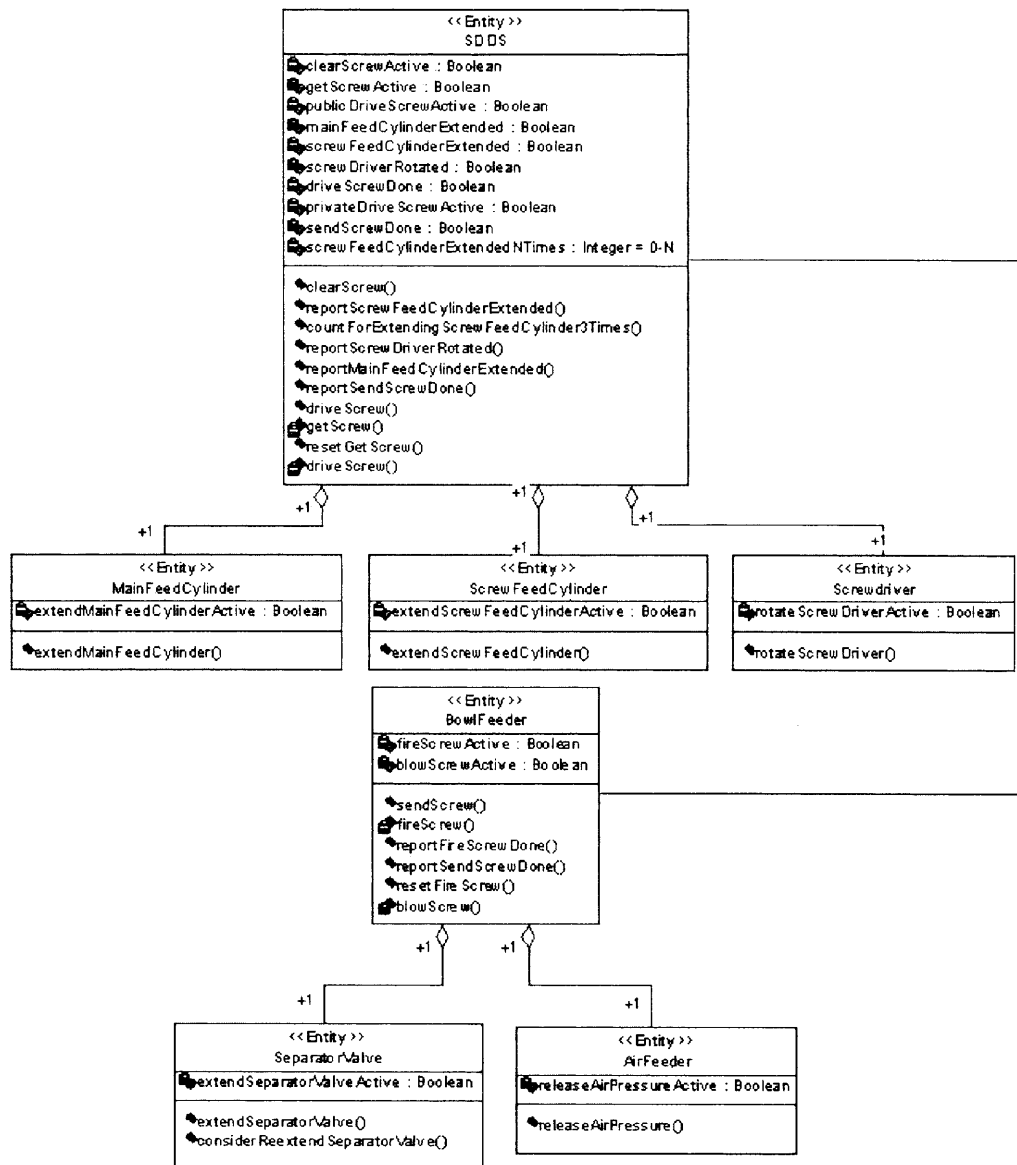 <<Entity>>
SDDS
clearScrewActive : Boolean
getScrewActive : Boolean
publicDriveScrewActive : Boolean
mainFeedCylinderExtended : Boolean
screwFeedCylinderExtended : Boolean
screwDriverRotated : Boolean
driveScrewDone : Boolean
privateDriveScrewActive : Boolean
sendScrewDone : Boolean
screwFeedCylinderExtendedNTimes : Integer = 0-N
clearScrew()
reportScrewFeedCylinderExtended()
countForExtendingScrewFeedCylinder3Times()
reportScrewDriverRotated()
reportMainFeedCylinderExtended()
reportSendScrewDone()
driveScrew()
getScrew()
resetGetScrew()
driveScrew()
+1 +1 +1
+1 +1 +1
<<Entity>>
MainFeedCylinder
extendMainFeedCylinderActive : Boolean
extendMainFeedCylinder()
<<Entity>>
ScrewFeedCylinder
extendScrewFeedCylinderActive : Boolean
extendScrewFeedCylinder()
<<Entity>>
Screwdriver
rotateScrewDriverActive : Boolean
rotateScrewDriver()
<<Entity>>
BowlFeeder
fireScrewActive : Boolean
blowScrewActive : Boolean
sendScrew()
fireScrew()
reportFireScrewDone()
reportSendScrewDone()
resetFireScrew()
blowScrew()
+1 +1
+1 +1
<<Entity>>
SeparatorValve
extendSeparatorValveActive : Boolean
extendSeparatorValve()
considerReextendSeparatorValve()
<<Entity>>
AirFeeder
releaseAirPressureActive : Boolean
releaseAirPressure()